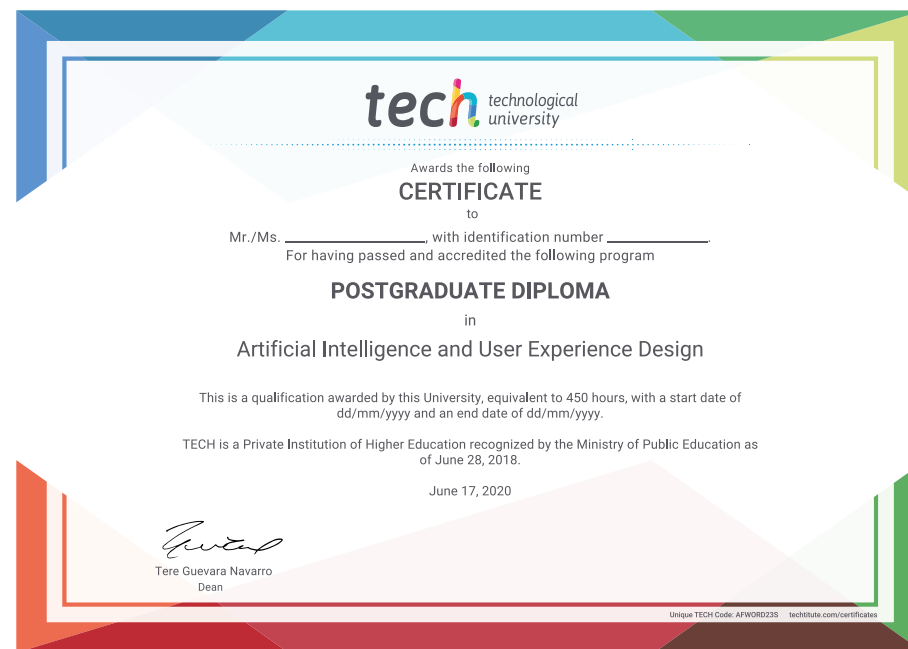 tech technological
university
Awards the following
CERTIFICATE
to
Mr./Ms. ____________________, with identification number ______________.
For having passed and accredited the following program
POSTGRADUATE DIPLOMA
in
Artificial Intelligence and User Experience Design
This is a qualification awarded by this University, equivalent to 450 hours, with a start date of
dd/mm/yyyy and an end date of dd/mm/yyyy.
TECH is a Private Institution of Higher Education recognized by the Ministry of Public Education as
of June 28, 2018.
June 17, 2020
Tere Guevara Navarro
Dean
Unique TECH Code: AFWORD23S techtitute.com/certificates